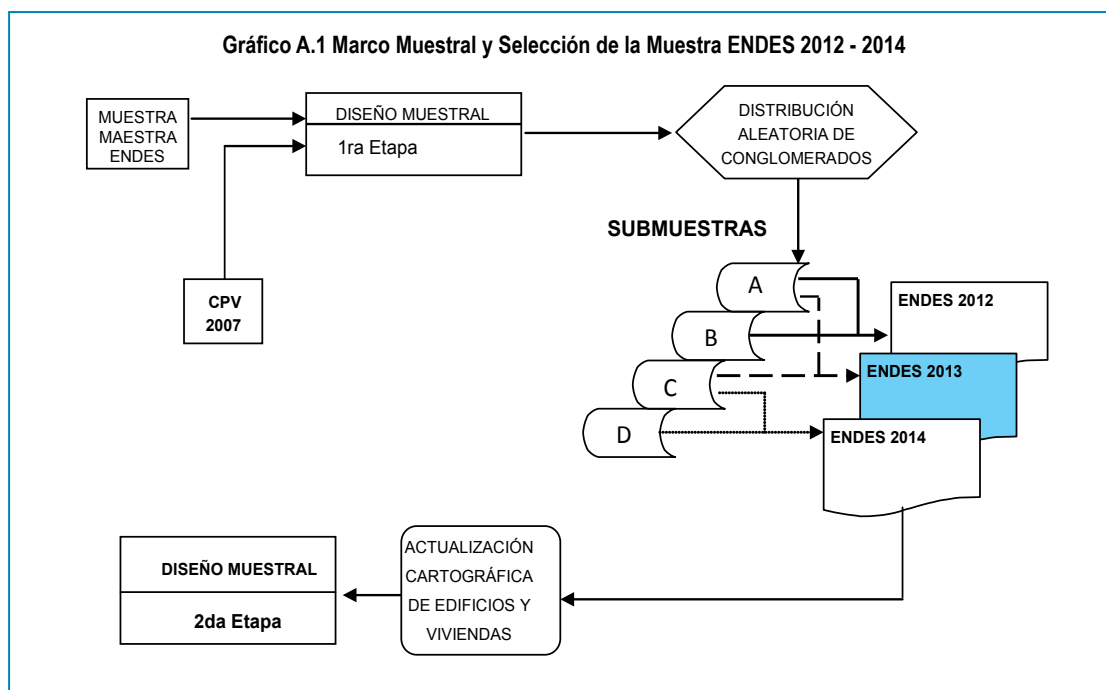 Gráfico A.1 Marco Muestral y Selección de la Muestra ENDES 2012 - 2014
MUESTRA
MAESTRA
ENDES
DISEÑO MUESTRAL
1ra Etapa
DISTRIBUCIÓN
ALEATORIA DE
CONGLOMERADOS
CPV
2007
SUBMUESTRAS
A
B
C
D
ENDES 2012
ENDES 2013
ENDES 2014
ACTUALIZACIÓN
CARTOGRÁFICA
DE EDIFICIOS Y
VIVIENDAS
DISEÑO MUESTRAL
2da Etapa